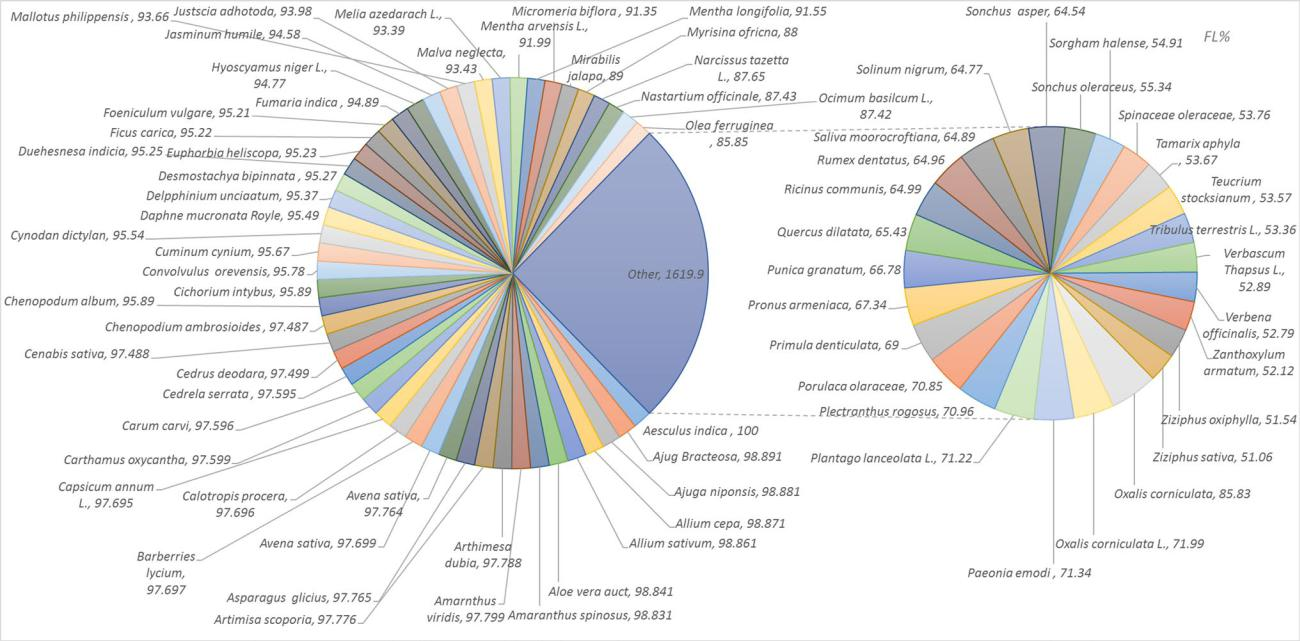 FL%
Mallotus philippensis , 93.66
Justscia adhotoda, 93.98
Jasminum humile, 94.58
Melia azedarach L.,
93.39
Malva neglecta,
93.43
Hyoscyamus niger L.,
94.77
Fumaria indica , 94.89
Foeniculum vulgare, 95.21
Ficus carica, 95.22
Euphorbia heliscopa, 95.23
Duehesnesa indicia, 95.25
Desmostachya bipinnata , 95.27
Delpphinium unciaatum, 95.37
Daphne mucronata Royle, 95.49
Cynodan dictylan, 95.54
Cuminum cynium, 95.67
Convolvulus orevensis, 95.78
Cichorium intybus, 95.89
Chenopodum album, 95.89
Chenopodium ambrosioides , 97.487
Cenabis sativa, 97.488
Cedrus deodara, 97.499
Cedrela serrata , 97.595
Carum carvi, 97.596
Carthamus oxycantha, 97.599
Capsicum annum
L., 97.695
Calotropis procera,
97.696
Barberries
lycium,
97.697
Avena sativa, 97.699
Avena sativa,
97.764
Asparagus glicius, 97.765
Artimisa scoporia, 97.776
Arthimesa
dubia, 97.788
Amarnthus
viridis, 97.799
Amaranthus spinosus, 98.831
Aloe vera auct, 98.841
Allium sativum, 98.861
Allium cepa, 98.871
Ajuga niponsis, 98.881
Ajug Bracteosa, 98.891
Aesculus indica , 100
Other, 1619.9
Micromeria biflora , 91.35
Mentha arvensis L.,
91.99
Mentha longifolia, 91.55
Myrisina ofricna, 88
Mirabilis
jalapa, 89
Narcissus tazetta
L., 87.65
Nastartium officinale, 87.43
Ocimum basilcum L.,
87.42
Olea ferruginea
, 85.85
Sonchus asper, 64.54
Sorgham halense, 54.91
Sonchus oleraceus, 55.34
Spinaceae oleraceae, 53.76
Tamarix aphyla
, 53.67
Teucrium
stocksianum , 53.57
Tribulus terrestris L., 53.36
Verbascum
Thapsus L.,
52.89
Verbena
officinalis, 52.79
Zanthoxylum
armatum, 52.12
Ziziphus oxiphylla, 51.54
Ziziphus sativa, 51.06
Oxalis corniculata, 85.83
Oxalis corniculata L., 71.99
Paeonia emodi , 71.34
Plantago lanceolata L., 71.22
Plectranthus rogosus, 70.96
Porulaca olaraceae, 70.85
Primula denticulata, 69
Pronus armeniaca, 67.34
Punica granatum, 66.78
Quercus dilatata, 65.43
Ricinus communis, 64.99
Rumex dentatus, 64.96
Saliva moorocroftiana, 64.89
Solinum nigrum, 64.77